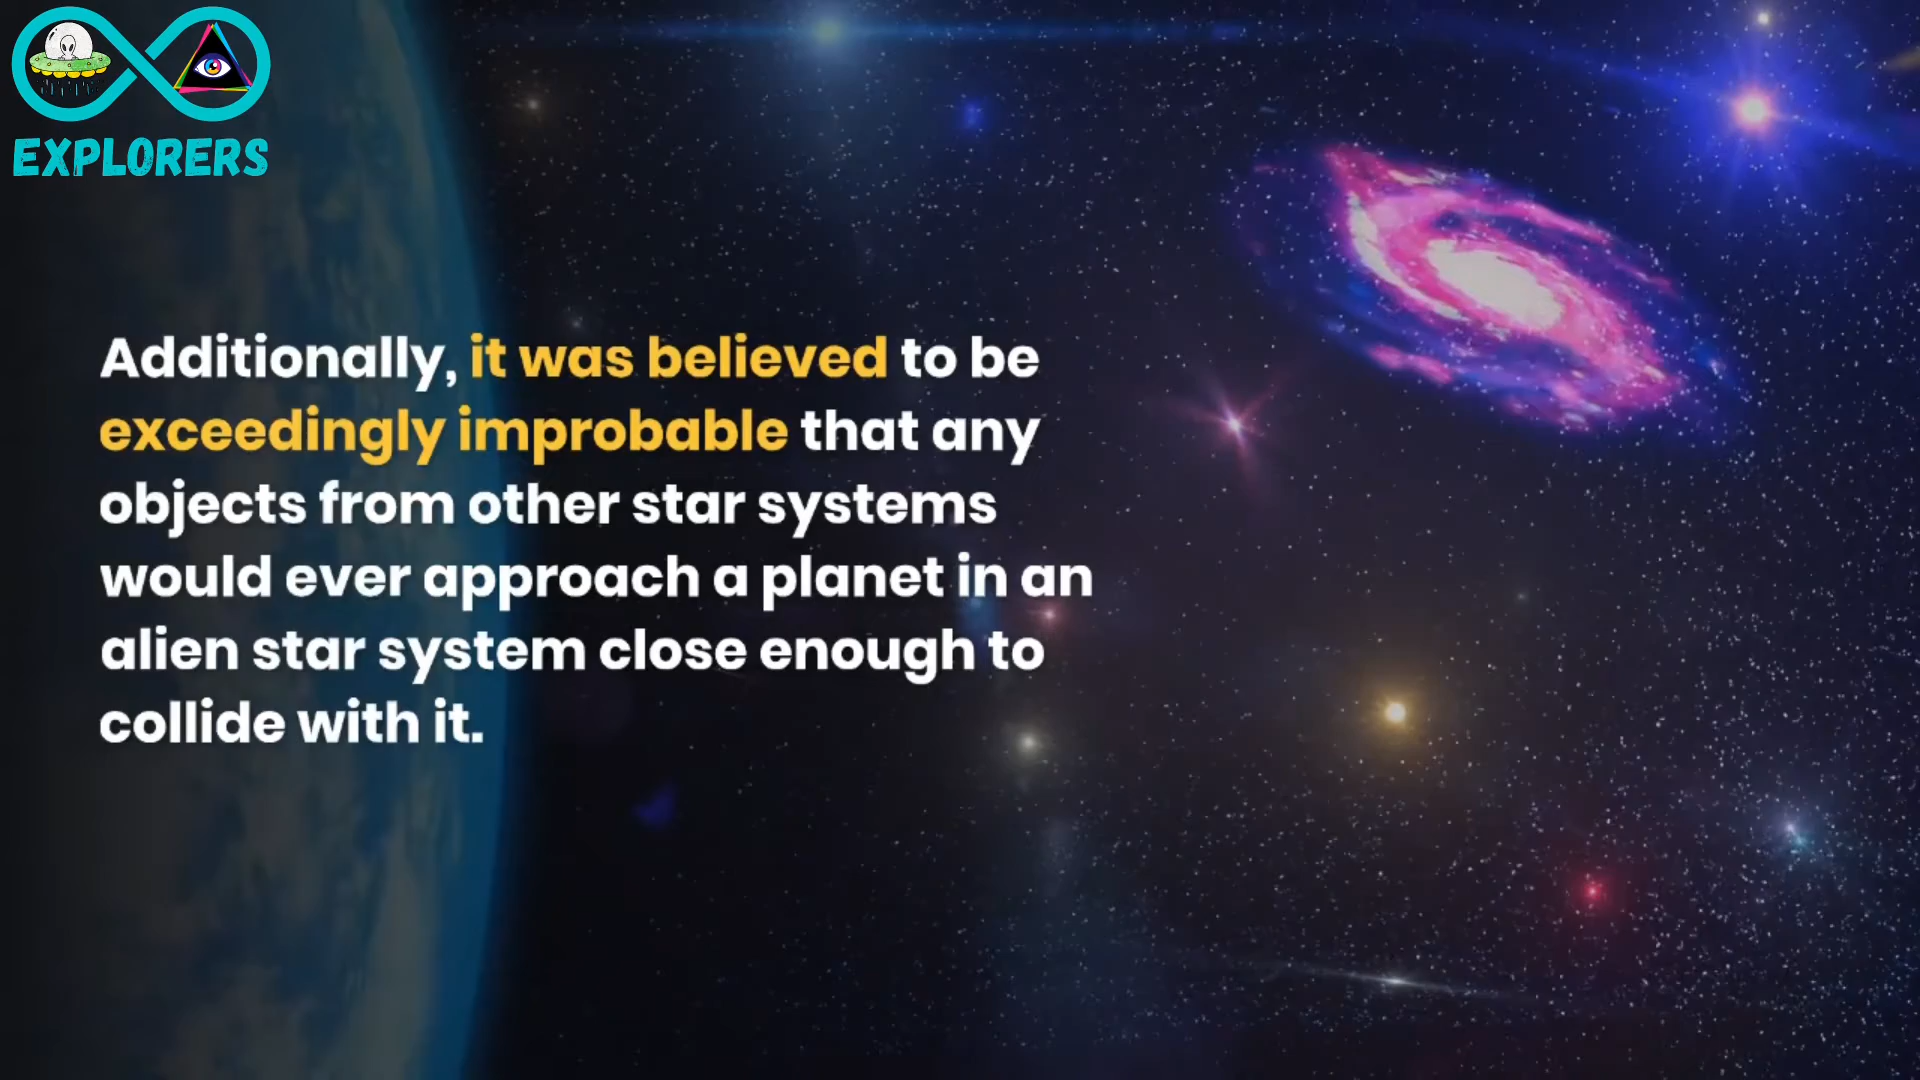 EXPLORERS
Additionally, it was believed to be
exceedingly improbable that any
objects from other star systems
would ever approach a planet in an
alien star system close enough to
collide with it.